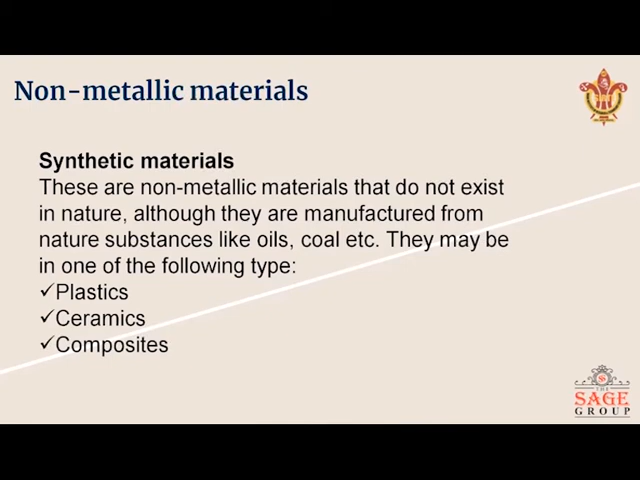 Non-metallic materials
Synthetic materials
These are non-metallic materials that do not exist
in nature, although they are manufactured from
nature substances like oils, coal etc. They may be
in one of the following type:
✓Plastics
✓Ceramics
✓Composites
THE
SAGE
GROUP